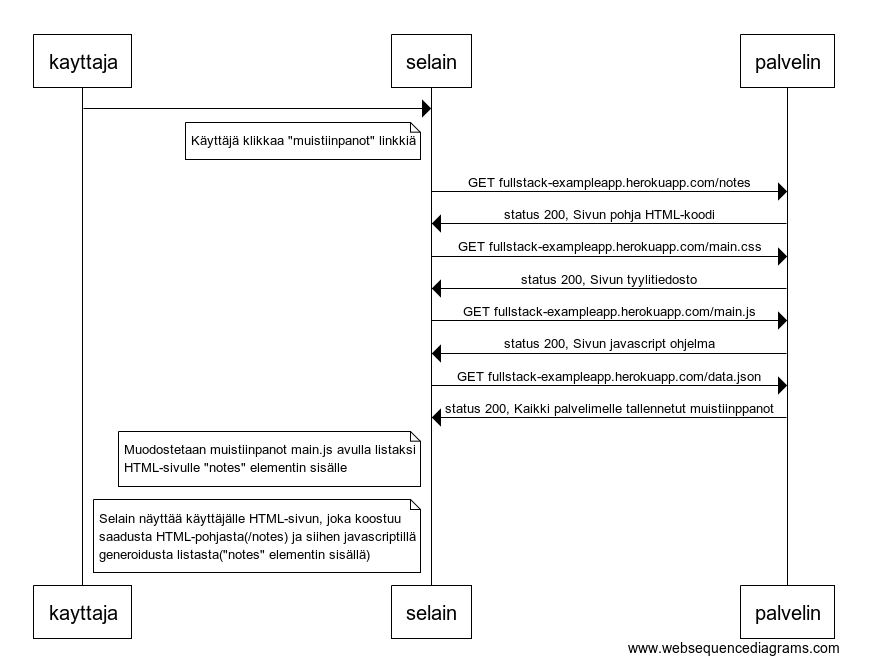 kayttaja
selain
palvelin
Käyttäjä klikkaa "muistiinpanot" linkkiä
GET fullstack-exampleapp.herokuapp.com/notes
status 200, Sivun pohja HTML-koodi
GET fullstack-exampleapp.herokuapp.com/main.css
status 200, Sivun tyylitiedosto
GET fullstack-exampleapp.herokuapp.com/main.js
status 200, Sivun javascript ohjelma
GET fullstack-exampleapp.herokuapp.com/data.json
status 200, Kaikki palvelimelle tallennetut muistiinppanot
Muodostetaan muistiinpanot main.js avulla listaksi
HTML-sivulle "notes" elementin sisälle
Selain näyttää käyttäjälle HTML-sivun, joka koostuu
saadusta HTML-pohjasta(/notes) ja siihen javascriptillä
generoidusta listasta("notes" elementin sisällä)
kayttaja
selain
palvelin
www.websequencediagrams.com